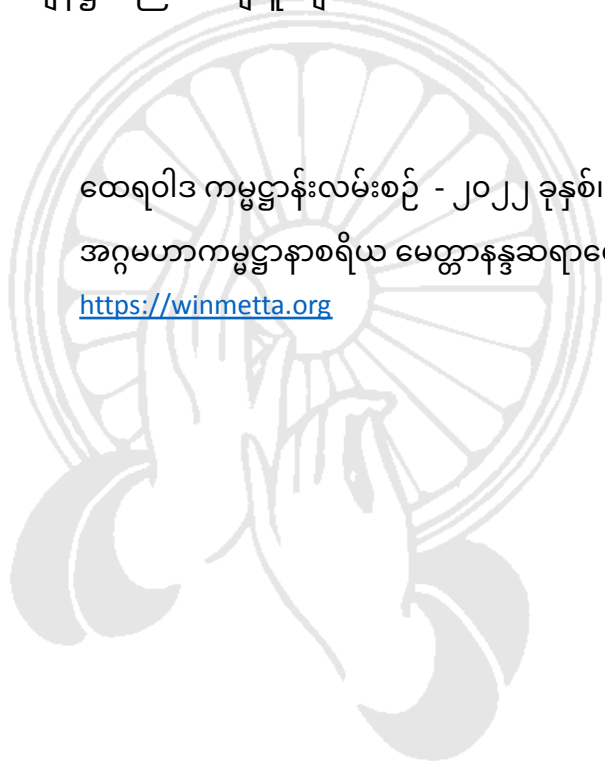 ထေရဝါဒ ကမ္မဋ္ဌာန်းလမ်းစဉ် - ၂၀၂၂ ခုနှစ်၊
အဂ္ဂမဟာကမ္မဋ္ဌာနာစရိယ မေတ္တာနန္ဒ
https://winmetta.org